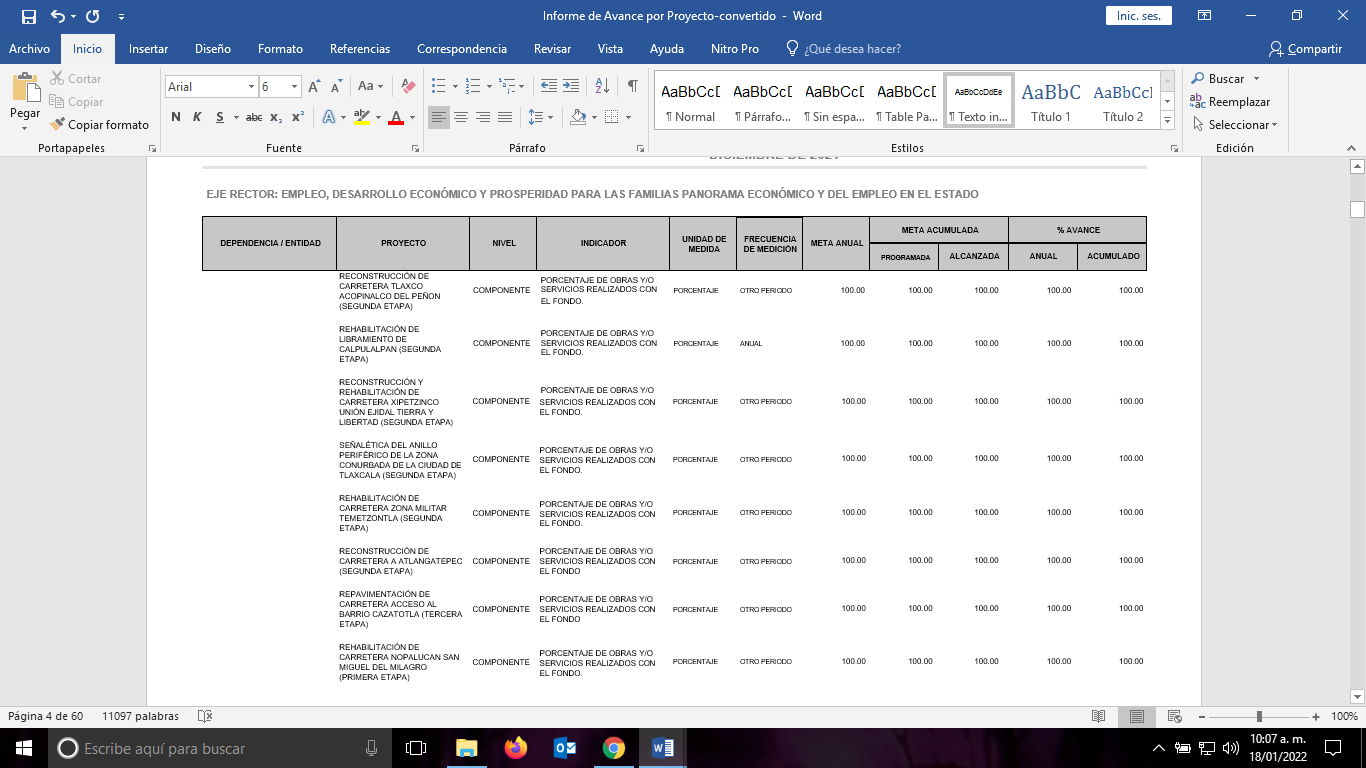 Informe de Avance por Proyecto-convertido - Word
Inic. ses.
Archivo Inicio Insertar Diseño Formato Referencias Correspondencia Revisar Vista Ayuda Nitro Pro ¿Qué desea hacer? Compartir
Pegar
Cortar
Copiar
Copiar formato
Portapapeles
Arial 6
N K S abc x₂ x²
Fuente
Párrafo
AaBbCcI AaBbCcD AaBbCcD AaBbCcD AaBbCcDdEe AaBbC AaBbCcI
¶ Normal ¶ Párrafo... ¶ Sin espa... ¶ Table Pa... ¶ Texto in... Título 1 Título 2
Estilos
Buscar
Reemplazar
Seleccionar
Edición
DICIEMBRE DE 2021
EJE RECTOR: EMPLEO, DESARROLLO ECONÓMICO Y PROSPERIDAD PARA LAS FAMILIAS PANORAMA ECONÓMICO Y DEL EMPLEO EN EL ESTADO
DEPENDENCIA / ENTIDAD
PROYECTO
NIVEL
INDICADOR
UNIDAD DE
MEDIDA
FRECUENCIA
DE MEDICIÓN
META ANUAL
META ACUMULADA
PROGRAMADA
ALCANZADA
% AVANCE
ANUAL
ACUMULADO
RECONSTRUCCIÓN DE
CARRETERA TLAXCO
ACOPINALCO DEL PEÑON
(SEGUNDA ETAPA)
COMPONENTE
PORCENTAJE DE OBRAS Y/O
SERVICIOS REALIZADOS CON
EL FONDO.
PORCENTAJE
OTRO PERIODO
100.00 100.00 100.00 100.00 100.00
REHABILITACIÓN DE
LIBRAMIENTO DE
CALPULALPAN (SEGUNDA
ETAPA)
COMPONENTE
PORCENTAJE DE OBRAS Y/O
SERVICIOS REALIZADOS CON
EL FONDO.
PORCENTAJE
ANUAL
100.00 100.00 100.00 100.00 100.00
RECONSTRUCCIÓN Y
REHABILITACIÓN DE
CARRETERA XIPETZINCO
UNIÓN EJIDAL TIERRA Y
LIBERTAD (SEGUNDA ETAPA)
COMPONENTE
PORCENTAJE DE OBRAS Y/O
SERVICIOS REALIZADOS CON
EL FONDO.
PORCENTAJE
OTRO PERIODO
100.00 100.00 100.00 100.00 100.00
SEÑALÉTICA DEL ANILLO
PERIFÉRICO DE LA ZONA
CONURBADA DE LA CIUDAD DE
TLAXCALA (SEGUNDA ETAPA)
COMPONENTE
PORCENTAJE DE OBRAS Y/O
SERVICIOS REALIZADOS CON
EL FONDO.
PORCENTAJE
OTRO PERIODO
100.00 100.00 100.00 100.00 100.00
REHABILITACIÓN DE
CARRETERA ZONA MILITAR
TEMETZONTLA (SEGUNDA
ETAPA)
COMPONENTE
PORCENTAJE DE OBRAS Y/O
SERVICIOS REALIZADOS CON
EL FONDO.
PORCENTAJE
OTRO PERIODO
100.00 100.00 100.00 100.00 100.00
RECONSTRUCCIÓN DE
CARRETERA A ATLANGATEPEC
(SEGUNDA ETAPA)
COMPONENTE
PORCENTAJE DE OBRAS Y/O
SERVICIOS REALIZADOS CON
EL FONDO
PORCENTAJE
OTRO PERIODO
100.00 100.00 100.00 100.00 100.00
REPAVIMENTACIÓN DE
CARRETERA ACCESO AL
BARRIO CAZATOTLA (TERCERA
ETAPA)
COMPONENTE
PORCENTAJE DE OBRAS Y/O
SERVICIOS REALIZADOS CON
EL FONDO
PORCENTAJE
OTRO PERIODO
100.00 100.00 100.00 100.00 100.00
REHABILITACIÓN DE
CARRETERA NOPALUCAN SAN
MIGUEL DEL MILAGRO
(PRIMERA ETAPA)
COMPONENTE
PORCENTAJE DE OBRAS Y/O
SERVICIOS REALIZADOS CON
EL FONDO.
PORCENTAJE
OTRO PERIODO
100.00 100.00 100.00 100.00 100.00
Página 4 de 60 11097 palabras
100%
Escribe aquí para buscar
10:07 a. m.
18/01/2022